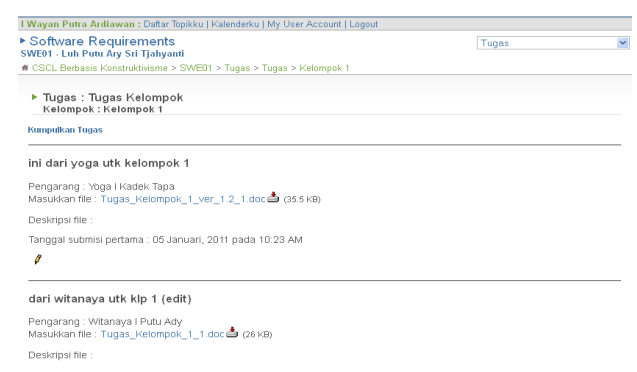 I Wayan Putra Ardiawan : Daftar Topikku | Kalenderku | My User Account | Logout
Software Requirements
Tugas
SWE01 - Luh Putu Ary Sri Tjahyanti
CSCL Berbasis Konstruktivisme > SWE01 > Tugas > Tugas > Kelompok 1
Tugas : Tugas Kelompok
Kelompok : Kelompok 1
Kumpulkan Tugas
ini dari yoga utk kelompok 1
Pengarang : Yoga I Kadek Tapa
Masukkan file : Tugas_Kelompok_1_ver_1.2_1.doc (35.5 KB)
Deskripsi file :
Tanggal submisi pertama : 05 Januari, 2011 pada 10:23 AM
dari witanaya utk klp 1 (edit)
Pengarang : Witanaya I Putu Ady
Masukkan file : Tugas_Kelompok_1_1.doc (26 KB)
Deskripsi file :